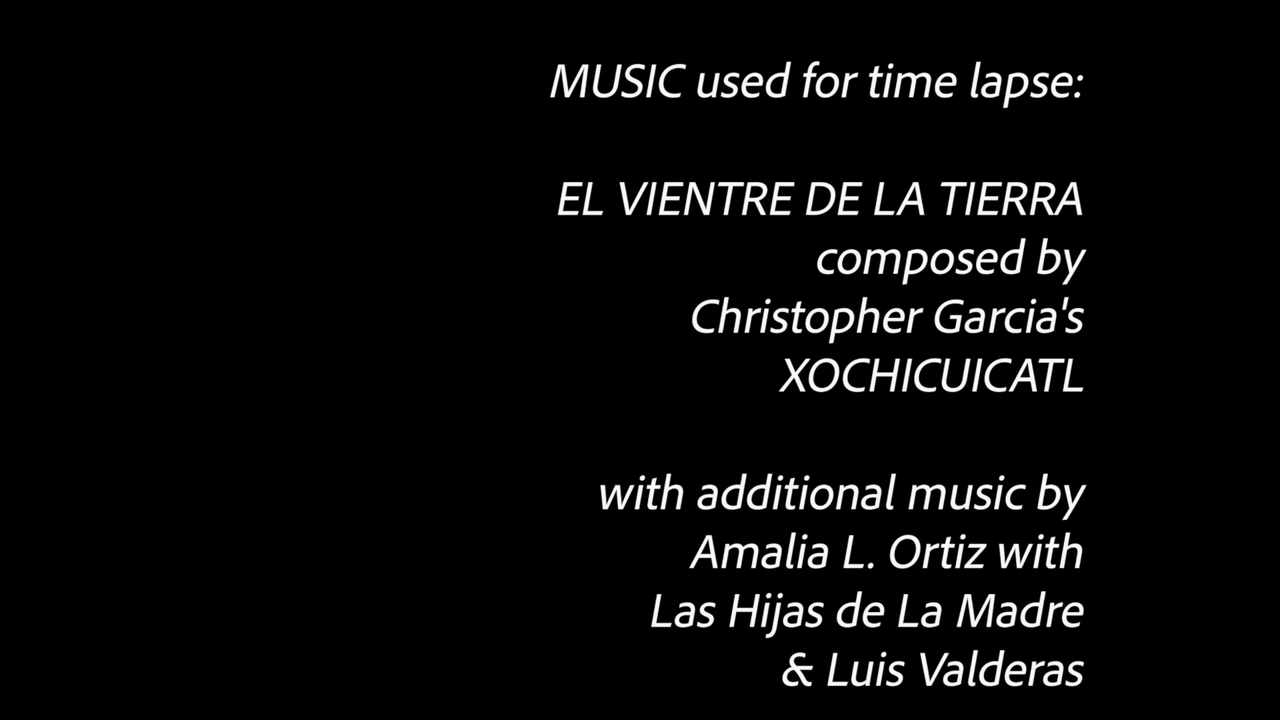 MUSIC used for time lapse:
EL VIENTRE DE LA TIERRA
composed by
Christopher Garcia's
XOCHICUICATL
with additional music by
Amalia L. Ortiz with
Las Hijas de La Madre
& Luis Valderas